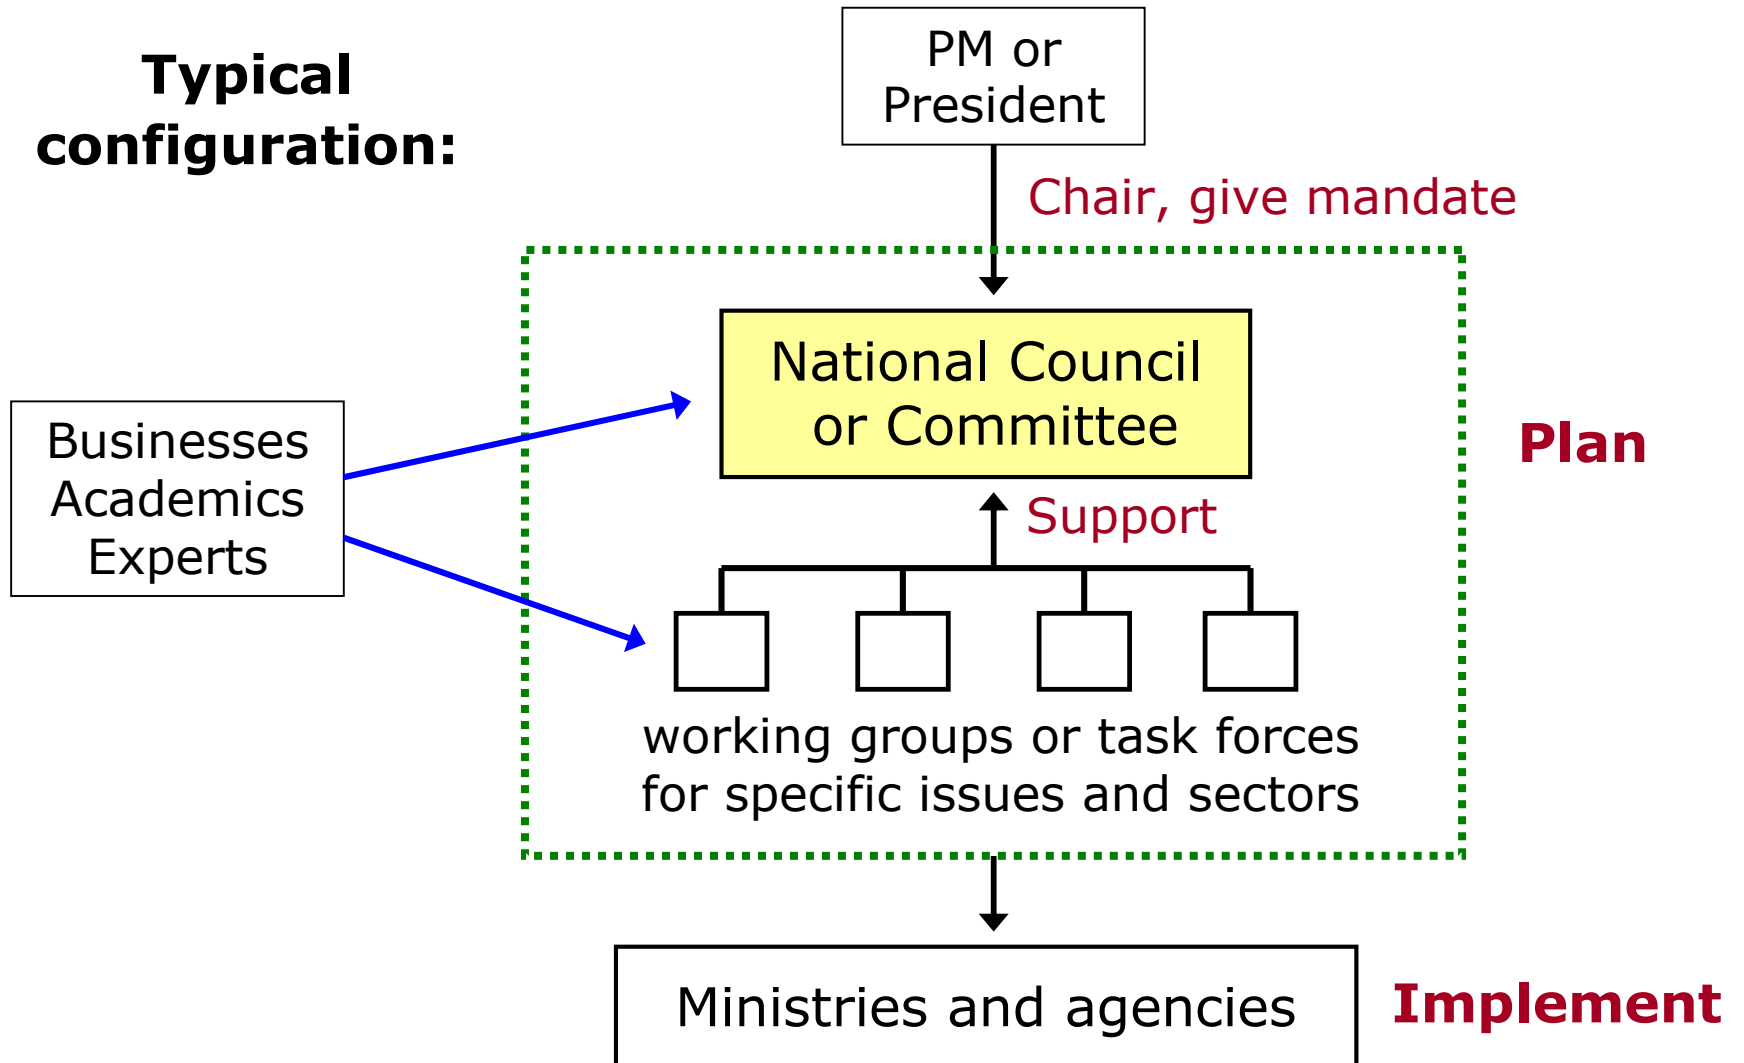 Typical
configuration:
PM or
President
Chair, give mandate
National Council
or Committee
Plan
Businesses
Academics
Experts
Support
working groups or task forces
for specific issues and sectors
Ministries and agencies
Implement